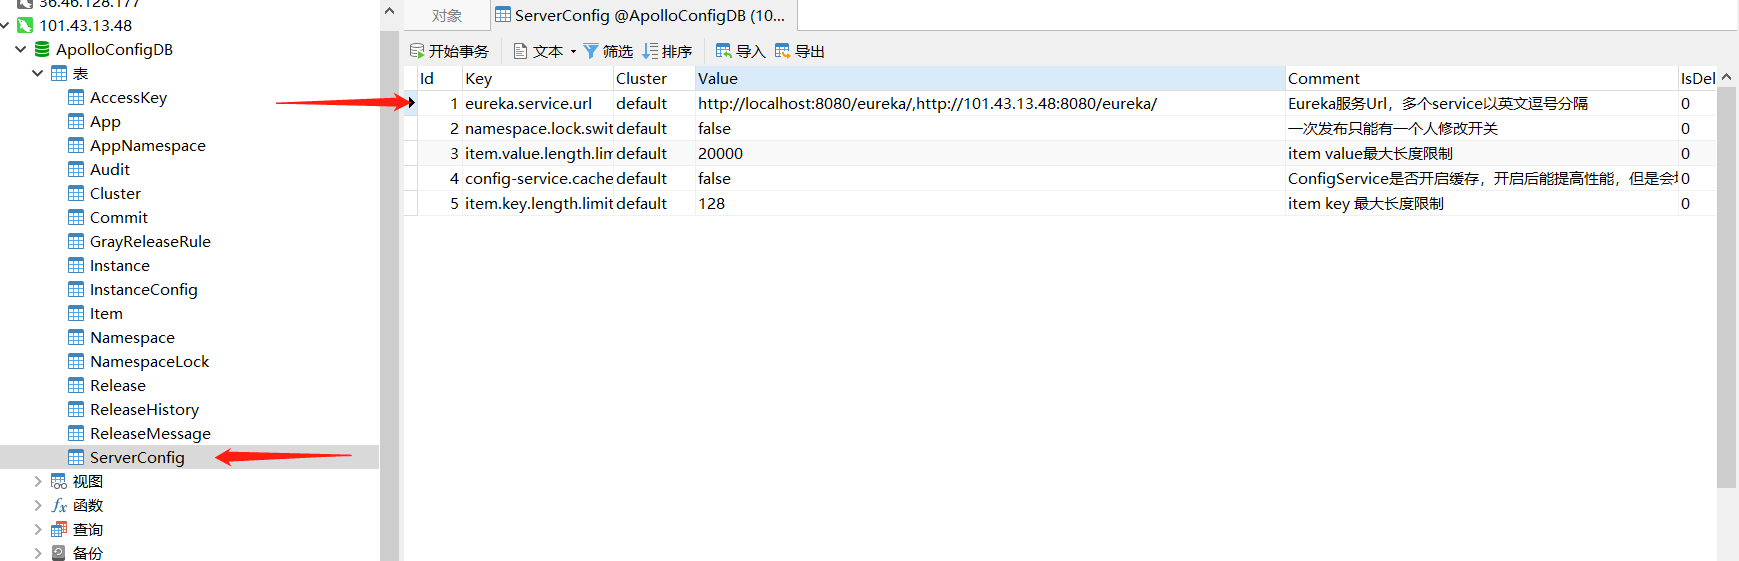 36.46.128.177
101.43.13.48
ApolloConfigDB
表
AccessKey
App
AppNamespace
Audit
Cluster
Commit
GrayReleaseRule
Instance
InstanceConfig
Item
Namespace
NamespaceLock
Release
ReleaseHistory
ReleaseMessage
ServerConfig
视图
fx 函数
查询
备份
对象 ServerConfig @ApolloConfigDB (10...
开始事务 文本 筛选 排序 导入 导出
Id Key Cluster Value Comment IsDel
1 eureka.service.url default http://localhost:8080/eureka/,http://101.43.13.48:8080/eureka/ Eureka服务Url，多个service以英文逗号分隔 0
2 namespace.lock.swit default false 一次发布只能有一个人修改开关 0
3 item.value.length.lim default 20000 item value最大长度限制 0
4 config-service.cache default false ConfigService是否开启缓存，开启后能提高性能，但是会 0
5 item.key.length.limit default 128 item key 最大长度限制 0